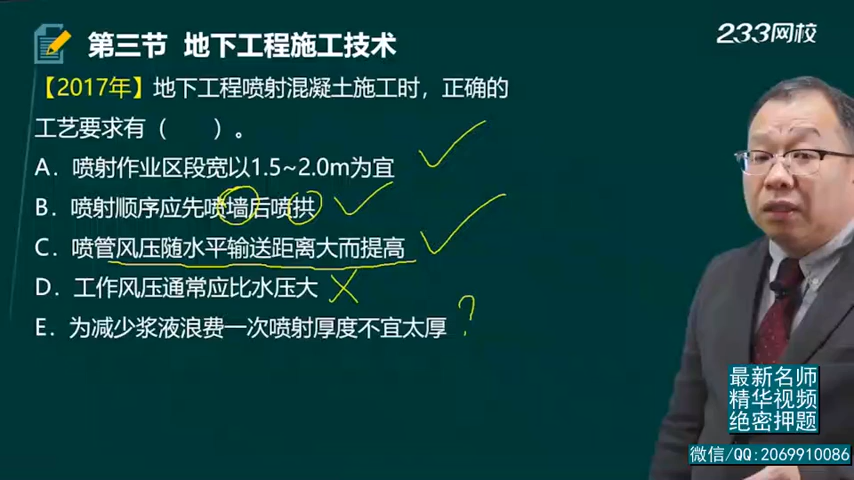 第三节 地下工程施工技术
233网校
【2017年】地下工程喷射混凝土施工时，正确的
工艺要求有（ ）。
A．喷射作业区段宽以1.5~2.0m为宜
B．喷射顺序应先喷墙后喷拱
C．喷管风压随水平输送距离大而提高
D．工作风压通常应比水压大
E．为减少浆液浪费一次喷射厚度不宜太厚
?
最新名师
精华视频
绝密押题
微信/QQ:2069910086